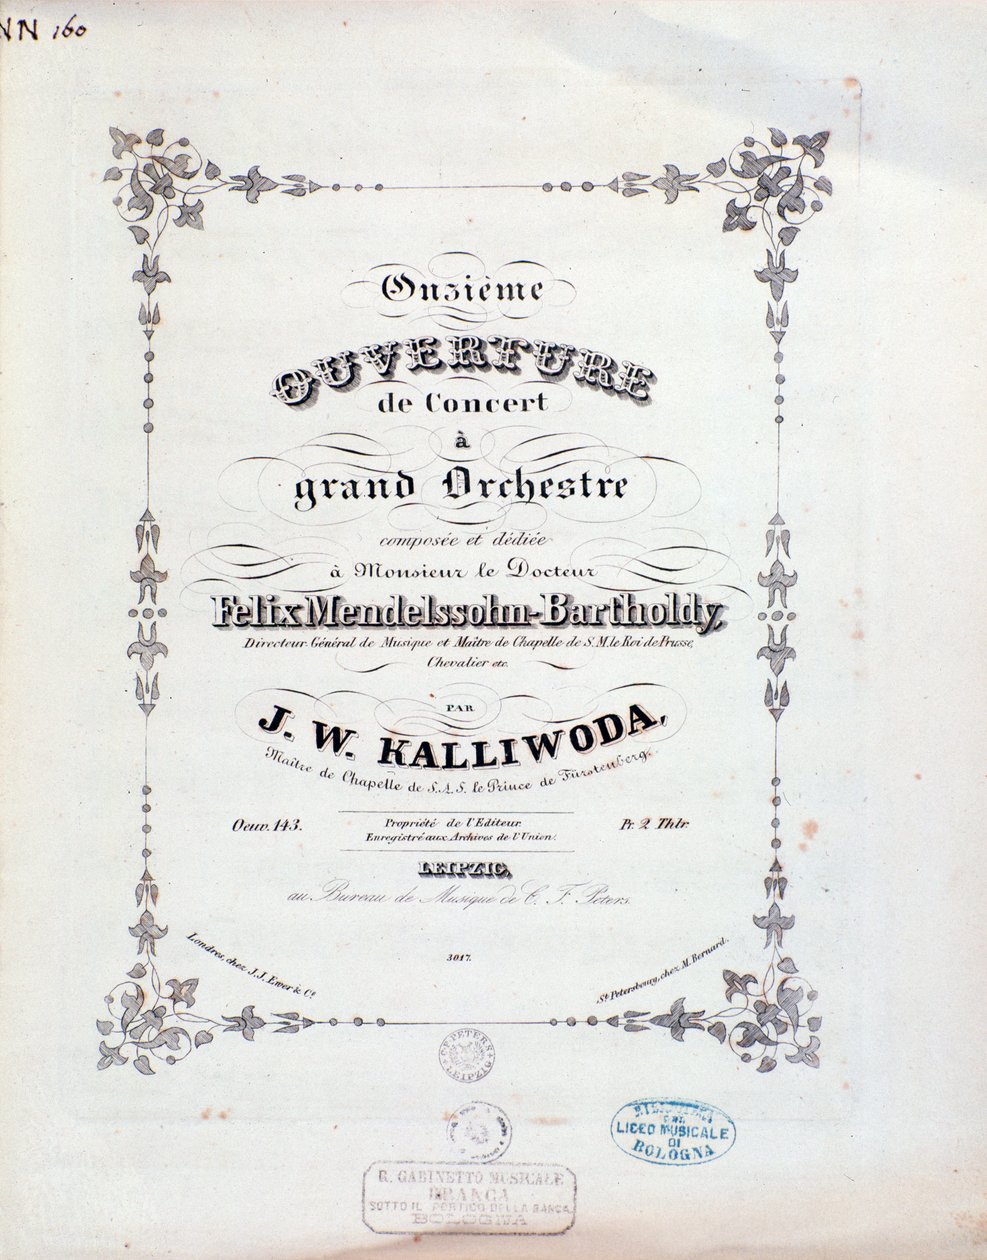 NN 160
Onzième
OUVERTURE
de Concert
à
grand Orchestre
composée et dédiée
à Monsieur le Docteur
Felix Mendelssohn-Bartholdy,
Directeur Général de Musique et Maître de Chapelle de S. M. le Roi de Prusse,
Chevalier etc.
PAR
J. W. KALLIWODA,
Maître de Chapelle de S. A. S. le Prince de Fürstenberg.
Oeuv. 143.
Propriété de l'Editeur.
Enregistré aux Archives de l'Union.
Pr. 2 Thlr.
LEIPZIG,
au Bureau de Musique de C. F. Peters.
Londres, chez J. J. Ewer & Co.
3017.
St. Petersbourg, chez M. Bernard.
C. F. PETERS
LEIPZIG
BIBLIOTECA
DEL
LICEO MUSICALE
DI
BOLOGNA
R. GABINETTO MUSICALE
BRANCA
SOTTO IL PORTICO DELLA BANCA
BOLOGNA